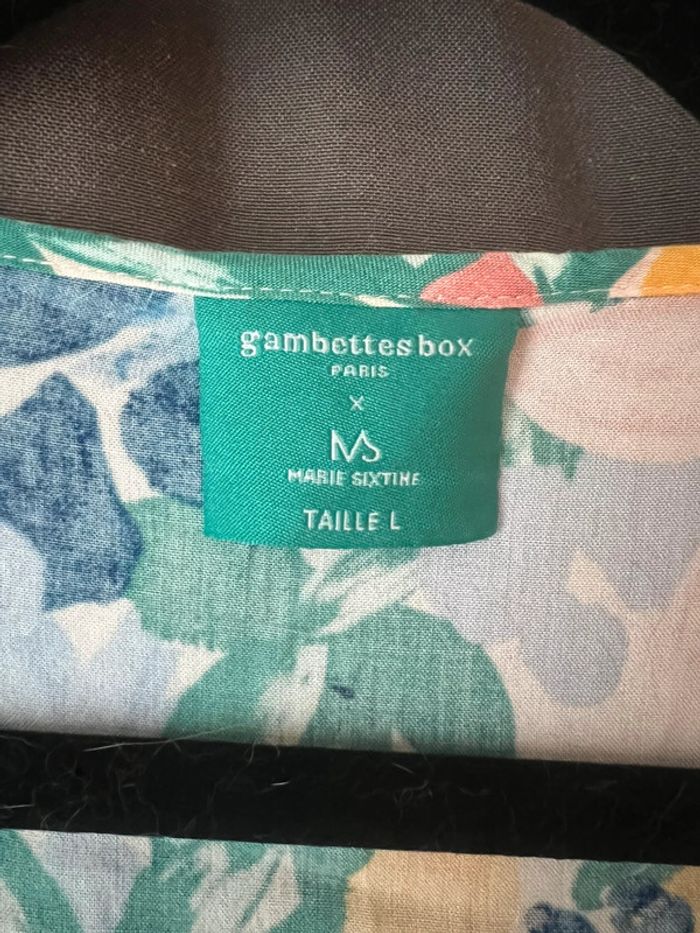 gambettesbox
PARIS
x
MS
MARIE SIXTINE
TAILLE L